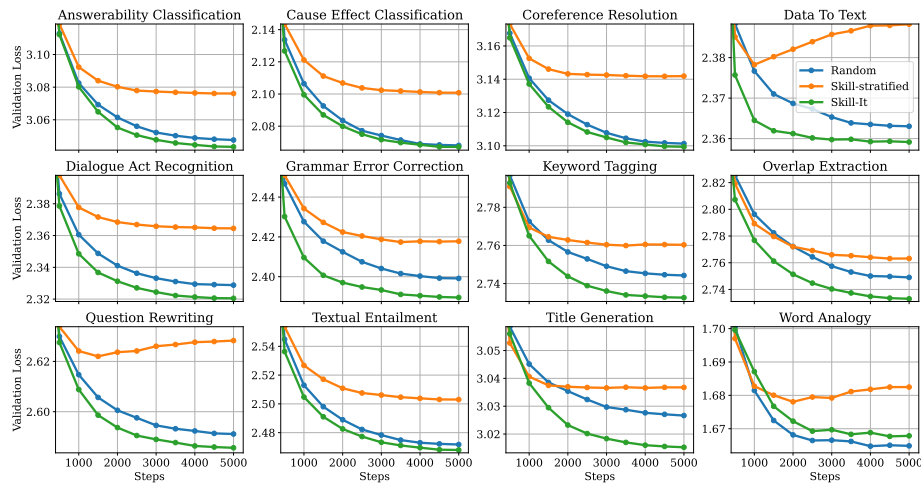 Answerability Classification
Cause Effect Classification
Coreference Resolution
Data To Text
Validation Loss
3.10
3.08
3.06
2.14
2.12
2.10
2.08
3.16
3.14
3.12
3.10
2.38
2.37
2.36
Random
Skill-stratified
Skill-It
Dialogue Act Recognition
Grammar Error Correction
Keyword Tagging
Overlap Extraction
Validation Loss
2.38
2.36
2.34
2.32
2.44
2.42
2.40
2.78
2.76
2.74
2.82
2.80
2.78
2.76
2.74
Question Rewriting
Textual Entailment
Title Generation
Word Analogy
Validation Loss
2.62
2.60
2.54
2.52
2.50
2.48
3.05
3.04
3.03
3.02
1.70
1.69
1.68
1.67
1000 2000 3000 4000 5000
1000 2000 3000 4000 5000
1000 2000 3000 4000 5000
1000 2000 3000 4000 5000
Steps
Steps
Steps
Steps